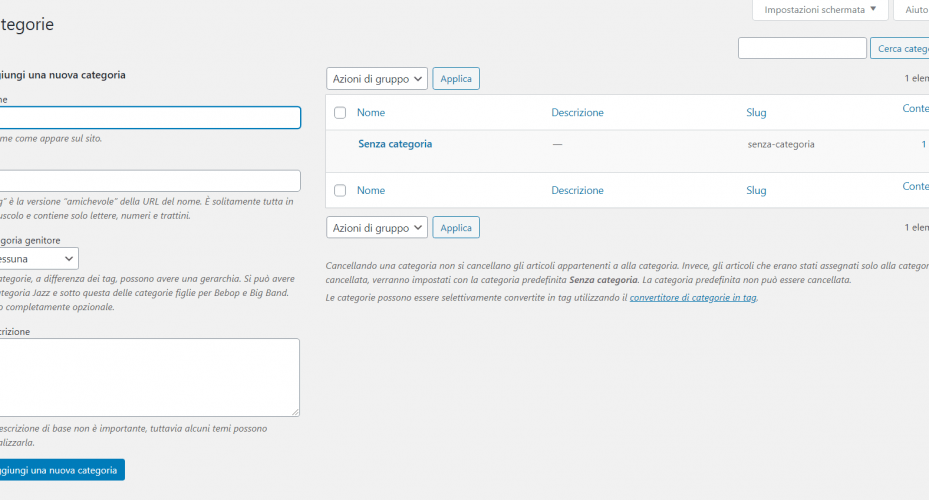 Impostazioni schermata
Aiuto
tegorie
Cerca catego
giungi una nuova categoria
Azioni di gruppo
Applica
1 elem
me
Nome
Descrizione
Slug
Conte
me come appare sul sito.
Senza categoria
—
senza-categoria
1
Nome
Descrizione
Slug
Conte
g" è la versione "amichevole" della URL del nome. È solitamente tutta in
uscolo e contiene solo lettere, numeri e trattini.
Azioni di gruppo
Applica
1 elem
goria genitore
essuna
Cancellando una categoria non si cancellano gli articoli appartenenti a alla categoria. Invece, gli articoli che erano stati assegnati solo alla categor
cancellata, verranno impostati con la categoria predefinita Senza categoria. La categoria predefinita non può essere cancellata.
Le categorie possono essere selettivamente convertite in tag utilizzando il convertitore di categorie in tag.
ategorie, a differenza dei tag, possono avere una gerarchia. Si può avere
ategoria Jazz e sotto questa delle categorie figlie per Bebop e Big Band.
o completamente opzionale.
crizione
escrizione di base non è importante, tuttavia alcuni temi possono
alizzarla.
ggiungi una nuova categoria